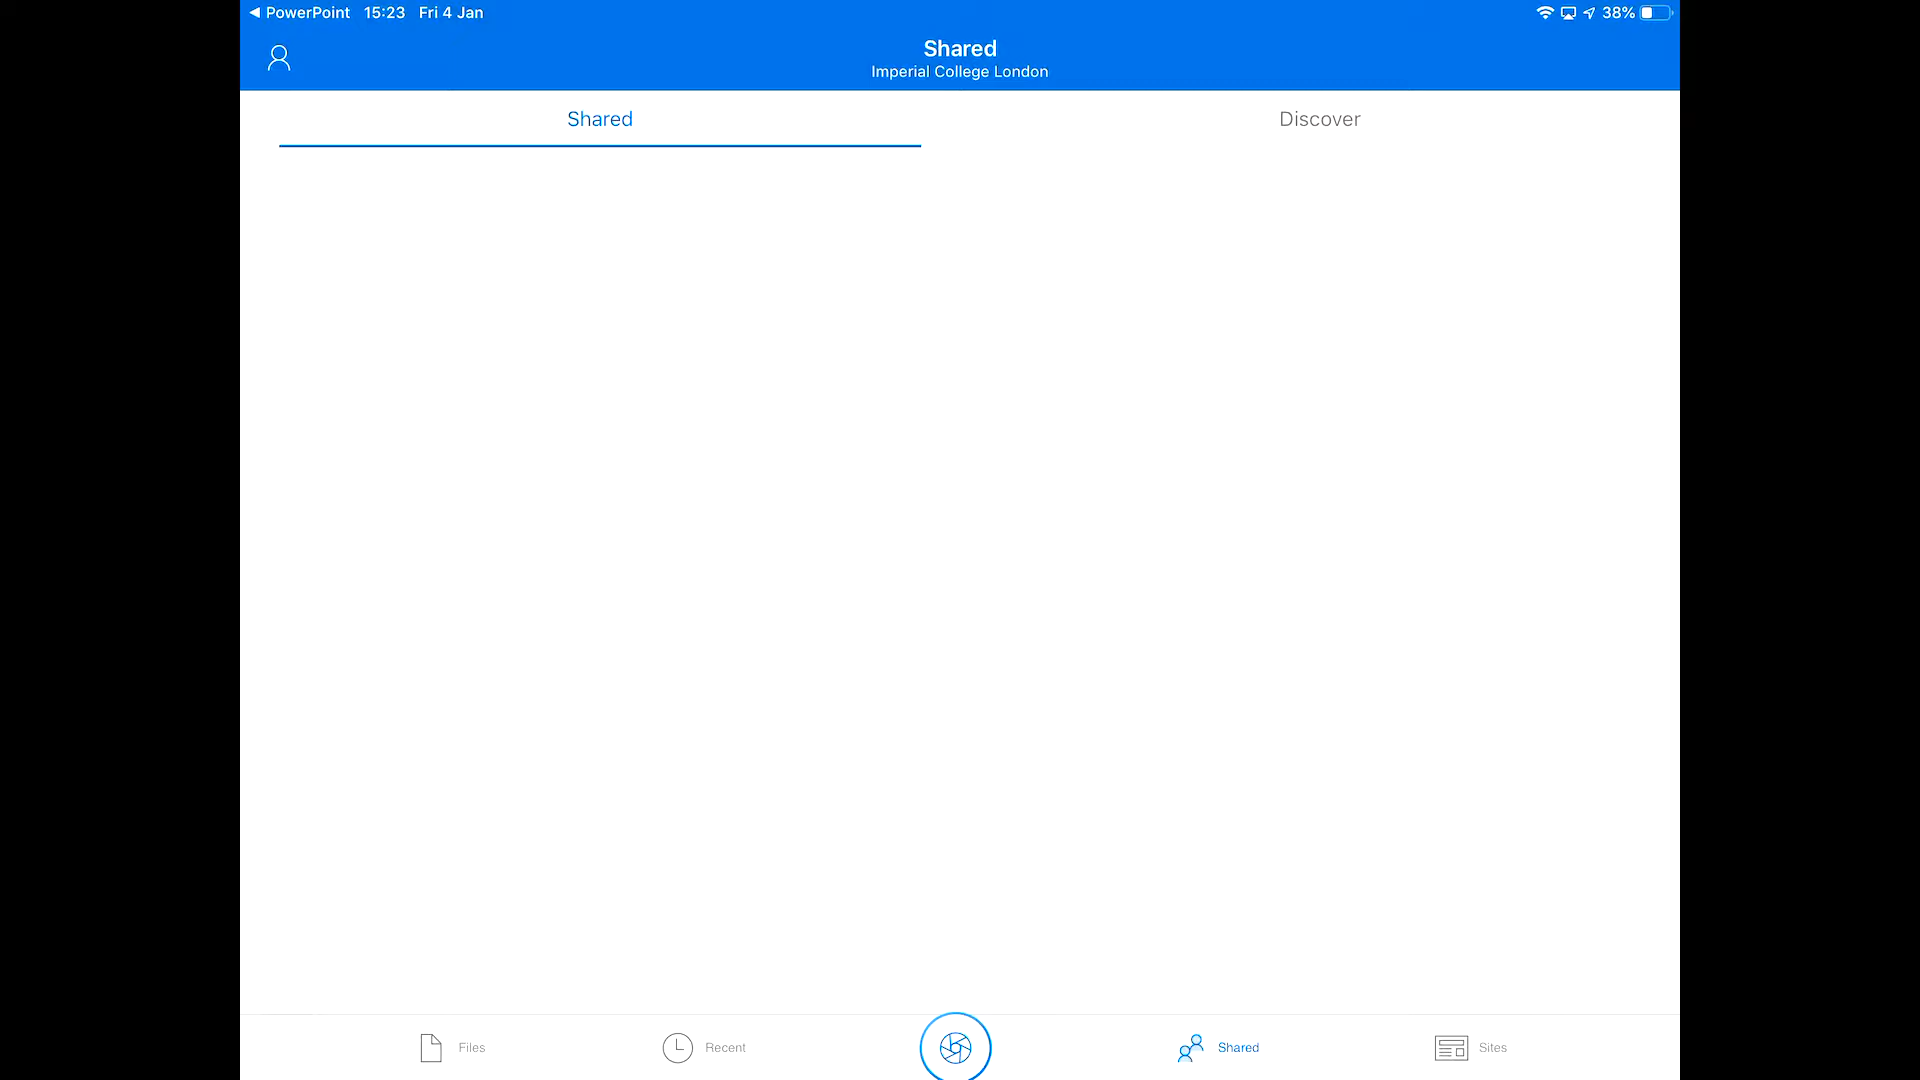 PowerPoint 15:23 Fri 4 Jan 38%
Shared
Imperial College London
Shared Discover
Files Recent Shared Sites